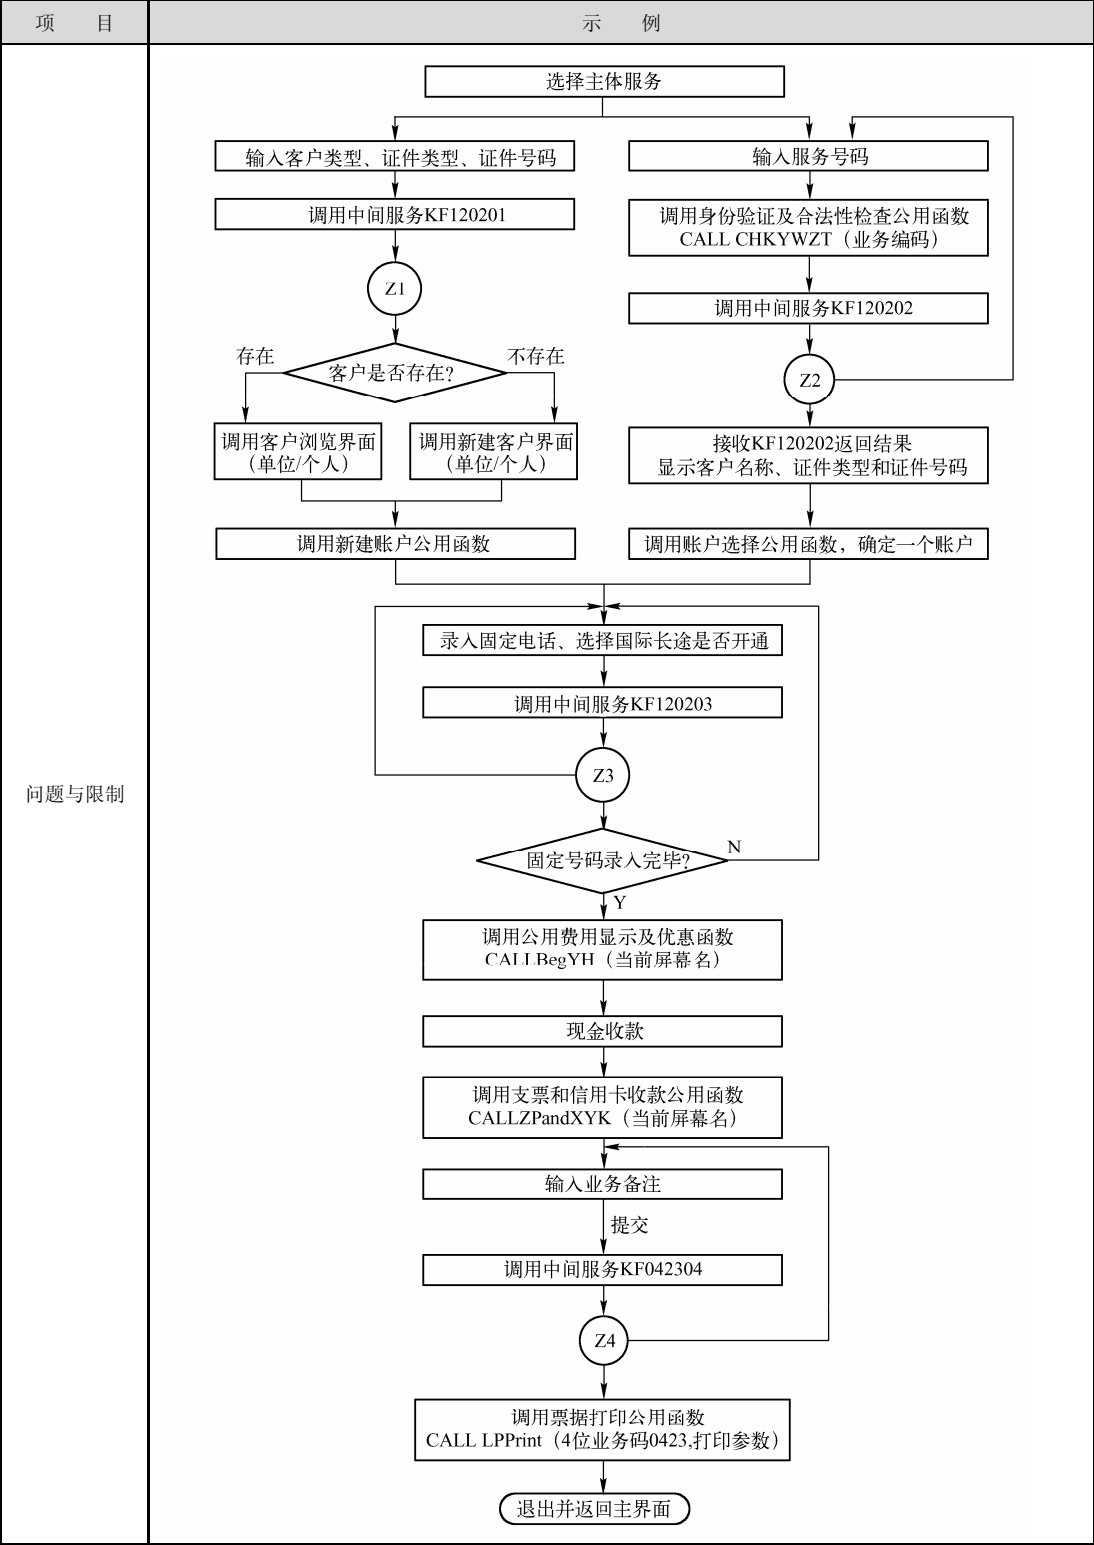 项 目
示 例
问题与限制
选择主体服务
输入客户类型、证件类型、证件号码
调用中间服务KF120201
Z1
客户是否存在?
存在
不存在
调用客户浏览界面
（单位/个人）
调用新建客户界面
（单位/个人）
调用新建账户公用函数
输入服务号码
调用身份验证及合法性检查公用函数
CALL CHKYWZT（业务编码）
调用中间服务KF120202
Z2
接收KF120202返回结果
显示客户名称、证件类型和证件号码
调用账户选择公用函数，确定一个账户
录入固定电话、选择国际长途是否开通
调用中间服务KF120203
Z3
固定号码录入完毕?
N
Y
调用公用费用显示及优惠函数
CALLBegYH（当前屏幕名）
现金收款
调用支票和信用卡收款公用函数
CALLZPandXYK（当前屏幕名）
输入业务备注
提交
调用中间服务KF042304
Z4
调用票据打印公用函数
CALL LPPrint（4位业务码0423,打印参数）
退出并返回主界面